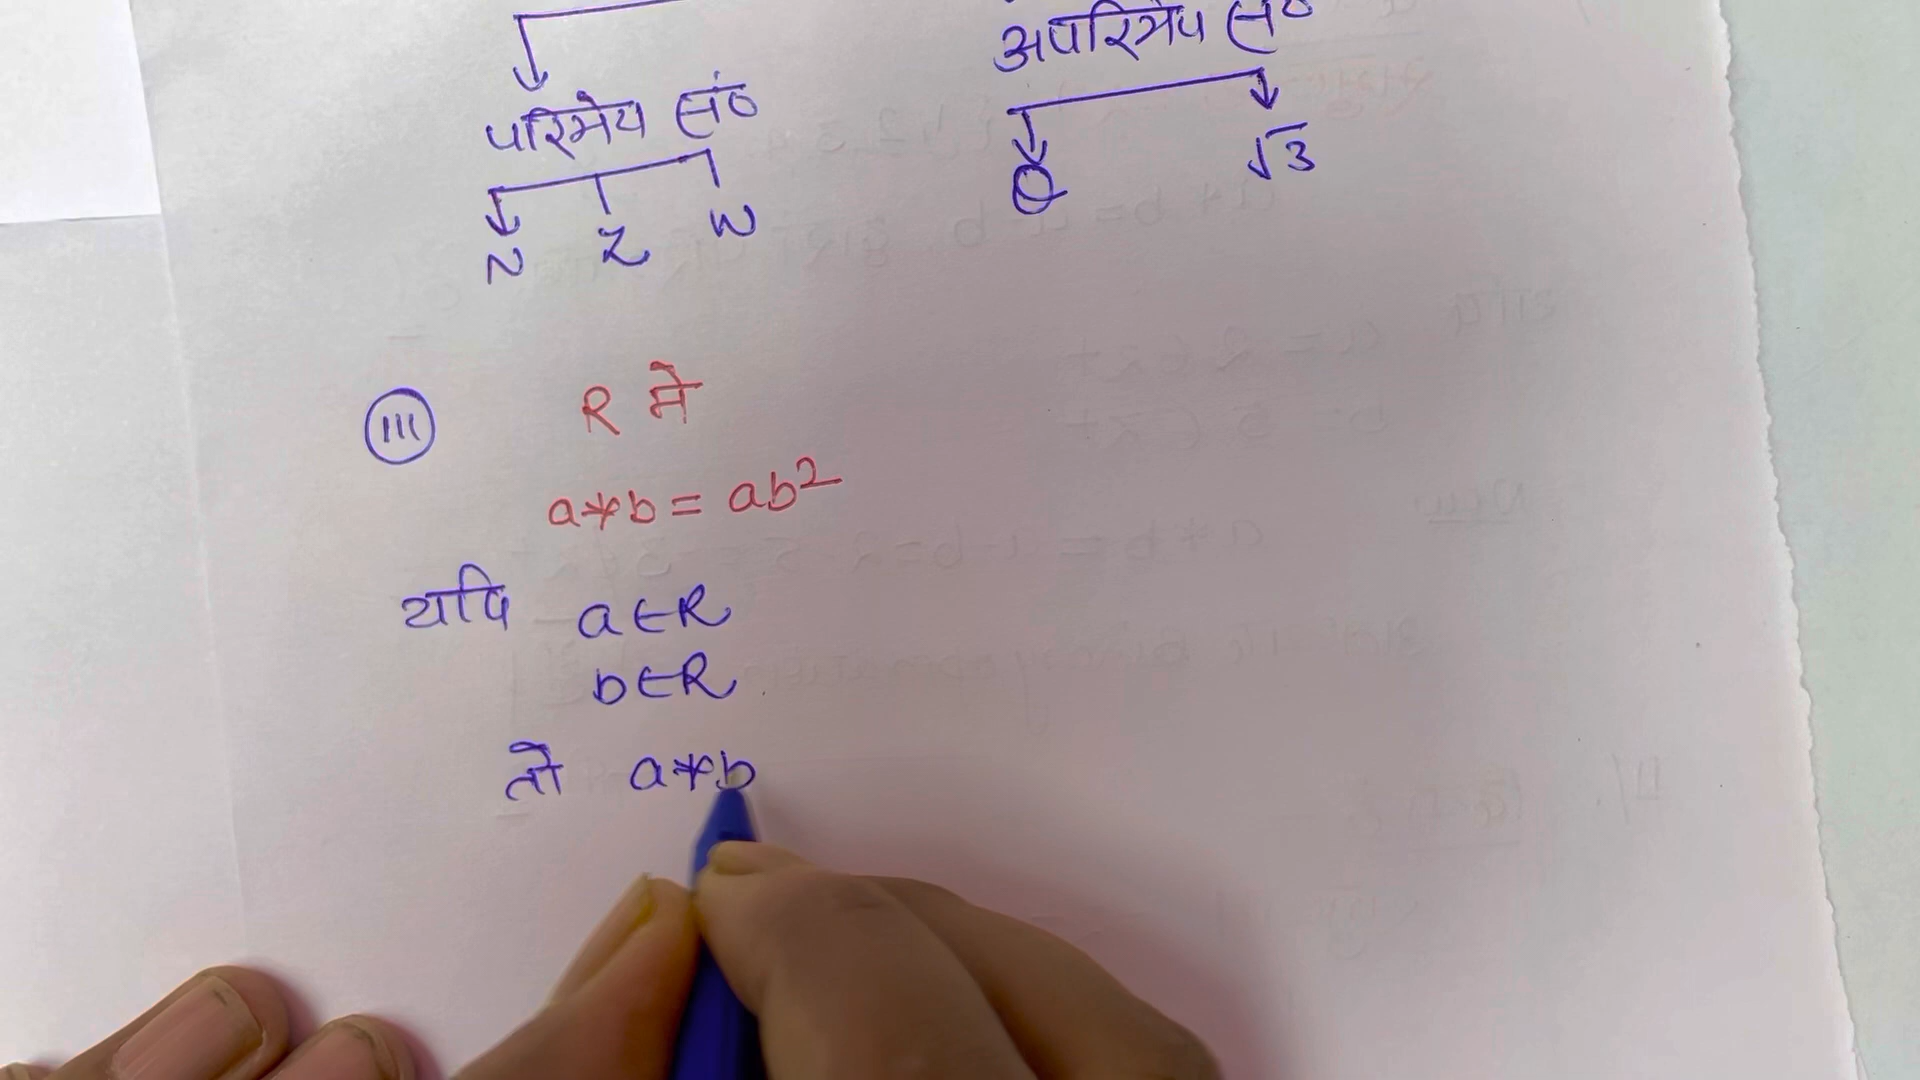 अपरिमेय सं०
परिमेय सं०
Q √3
N Z W
(III) R मे
a*b = ab²
यदि a∈R
b∈R
तो a*b